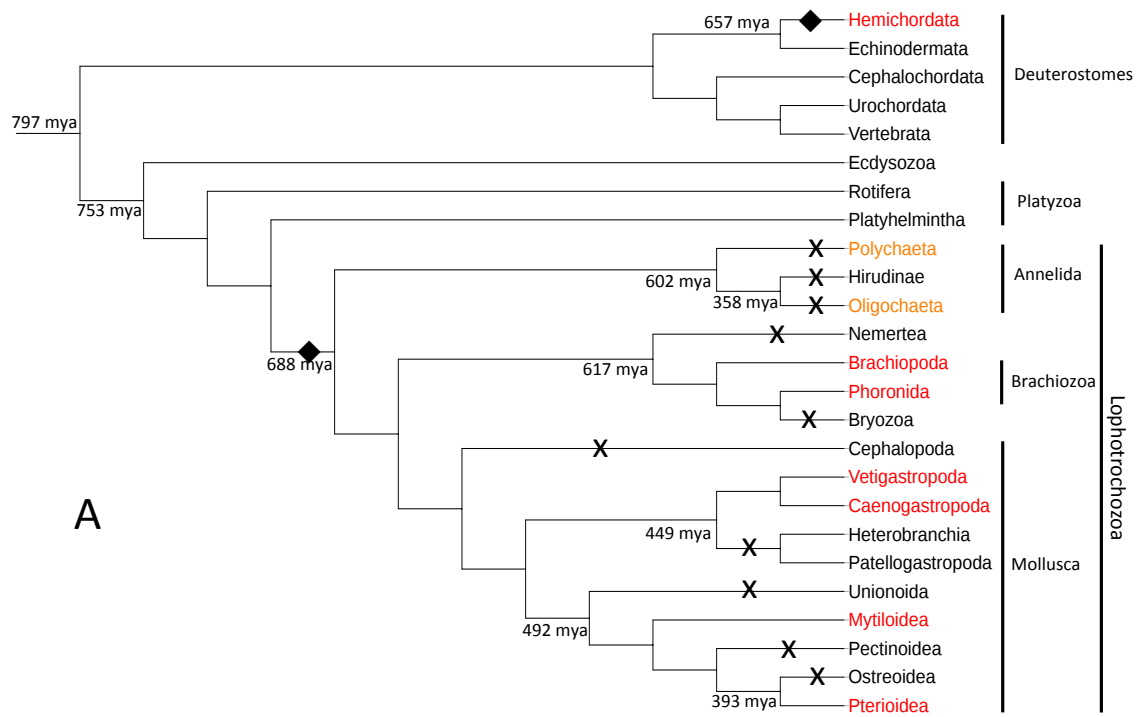 Hemichordata
657 mya
Echinodermata
Cephalochordata
Deuterostomes
Urochordata
797 mya
Vertebrata
Ecdysozoa
Rotifera
753 mya
Platyzoa
Platyhelmintha
X Polychaeta
602 mya
X Hirudinae
Annelida
358 mya
X Oligochaeta
X Nemertea
688 mya
617 mya
Brachiopoda
Brachiozoa
Phoronida
X Bryozoa
Lophotrochozoa
X Cephalopoda
Vetigastropoda
A
Caenogastropoda
449 mya
Heterobranchia
X
Patellogastropoda
Mollusca
X Unionoida
492 mya
Mytiloidea
X Pectinoidea
X Ostreoidea
393 mya
Pterioidea